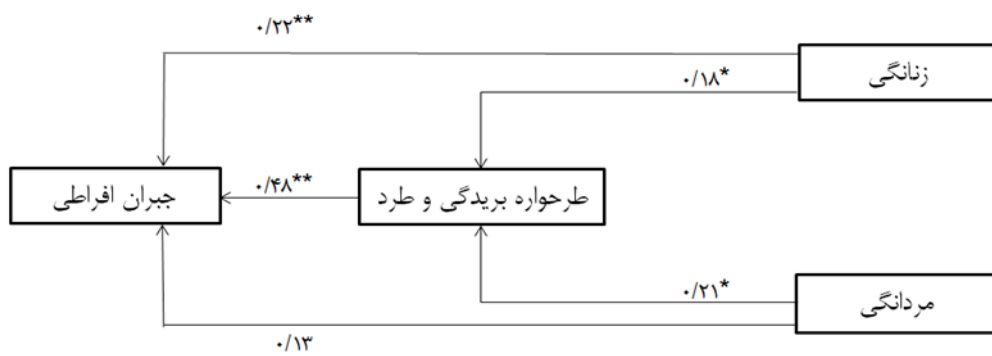 ۰/۲۲**
زنانگی
۰/۱۸*
جبران افراطی
۰/۴۸**
طرحواره بریدگی و طرد
۰/۲۱*
مردانگی
۰/۱۳